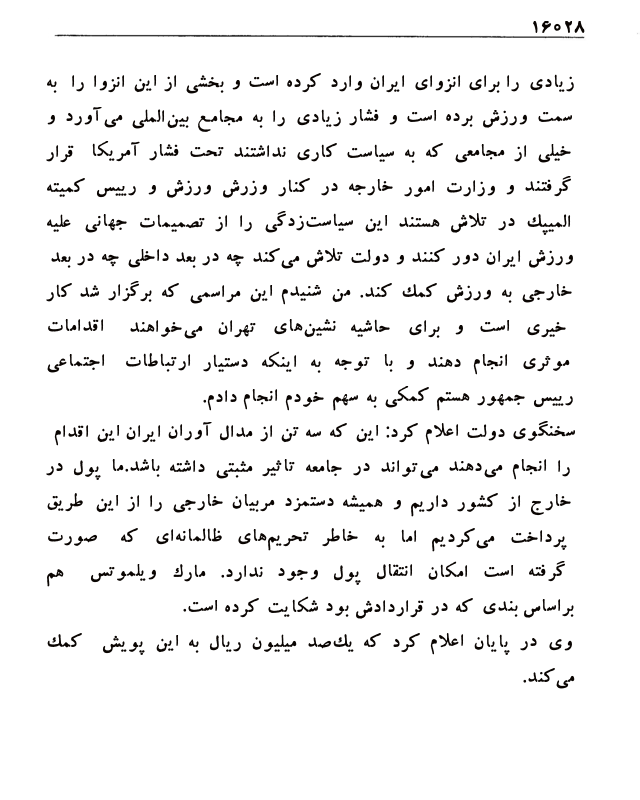 ۱۶۰۲۸
زیادی را برای انزوای ایران وارد کرده است و بخشی از این انزوا را به
سمت ورزش برده است و فشار زیادی را به مجامع بین‌المللی می‌آورد و
خیلی از مجامعی که به سیاست کاری نداشتند تحت فشار آمریکا قرار
گرفتند و وزارت امور خارجه در کنار وزرش ورزش و رییس کمیته
المپیك در تلاش هستند این سیاست‌زدگی را از تصمیمات جهانی علیه
ورزش ایران دور کنند و دولت تلاش می‌کند چه در بعد داخلی چه در بعد
خارجی به ورزش کمك کند. من شنیدم این مراسمی که برگزار شد کار
خیری است و برای حاشیه نشین‌های تهران می‌خواهند اقدامات
موثری انجام دهند و با توجه به اینکه دستیار ارتباطات اجتماعی
رییس جمهور هستم کمکی به سهم خودم انجام دادم.
سخنگوی دولت اعلام کرد: این که سه تن از مدال آوران ایران این اقدام
را انجام می‌دهند می‌تواند در جامعه تاثیر مثبتی داشته باشد.ما پول در
خارج از کشور داریم و همیشه دستمزد مربیان خارجی را از این طریق
پرداخت می‌کردیم اما به خاطر تحریم‌های ظالمانه‌ای که صورت
گرفته است امکان انتقال پول وجود ندارد. مارك ویلموتس هم
براساس بندی که در قراردادش بود شکایت کرده است.
وی در پایان اعلام کرد که یك‌صد میلیون ریال به این پویش کمك
می‌کند.